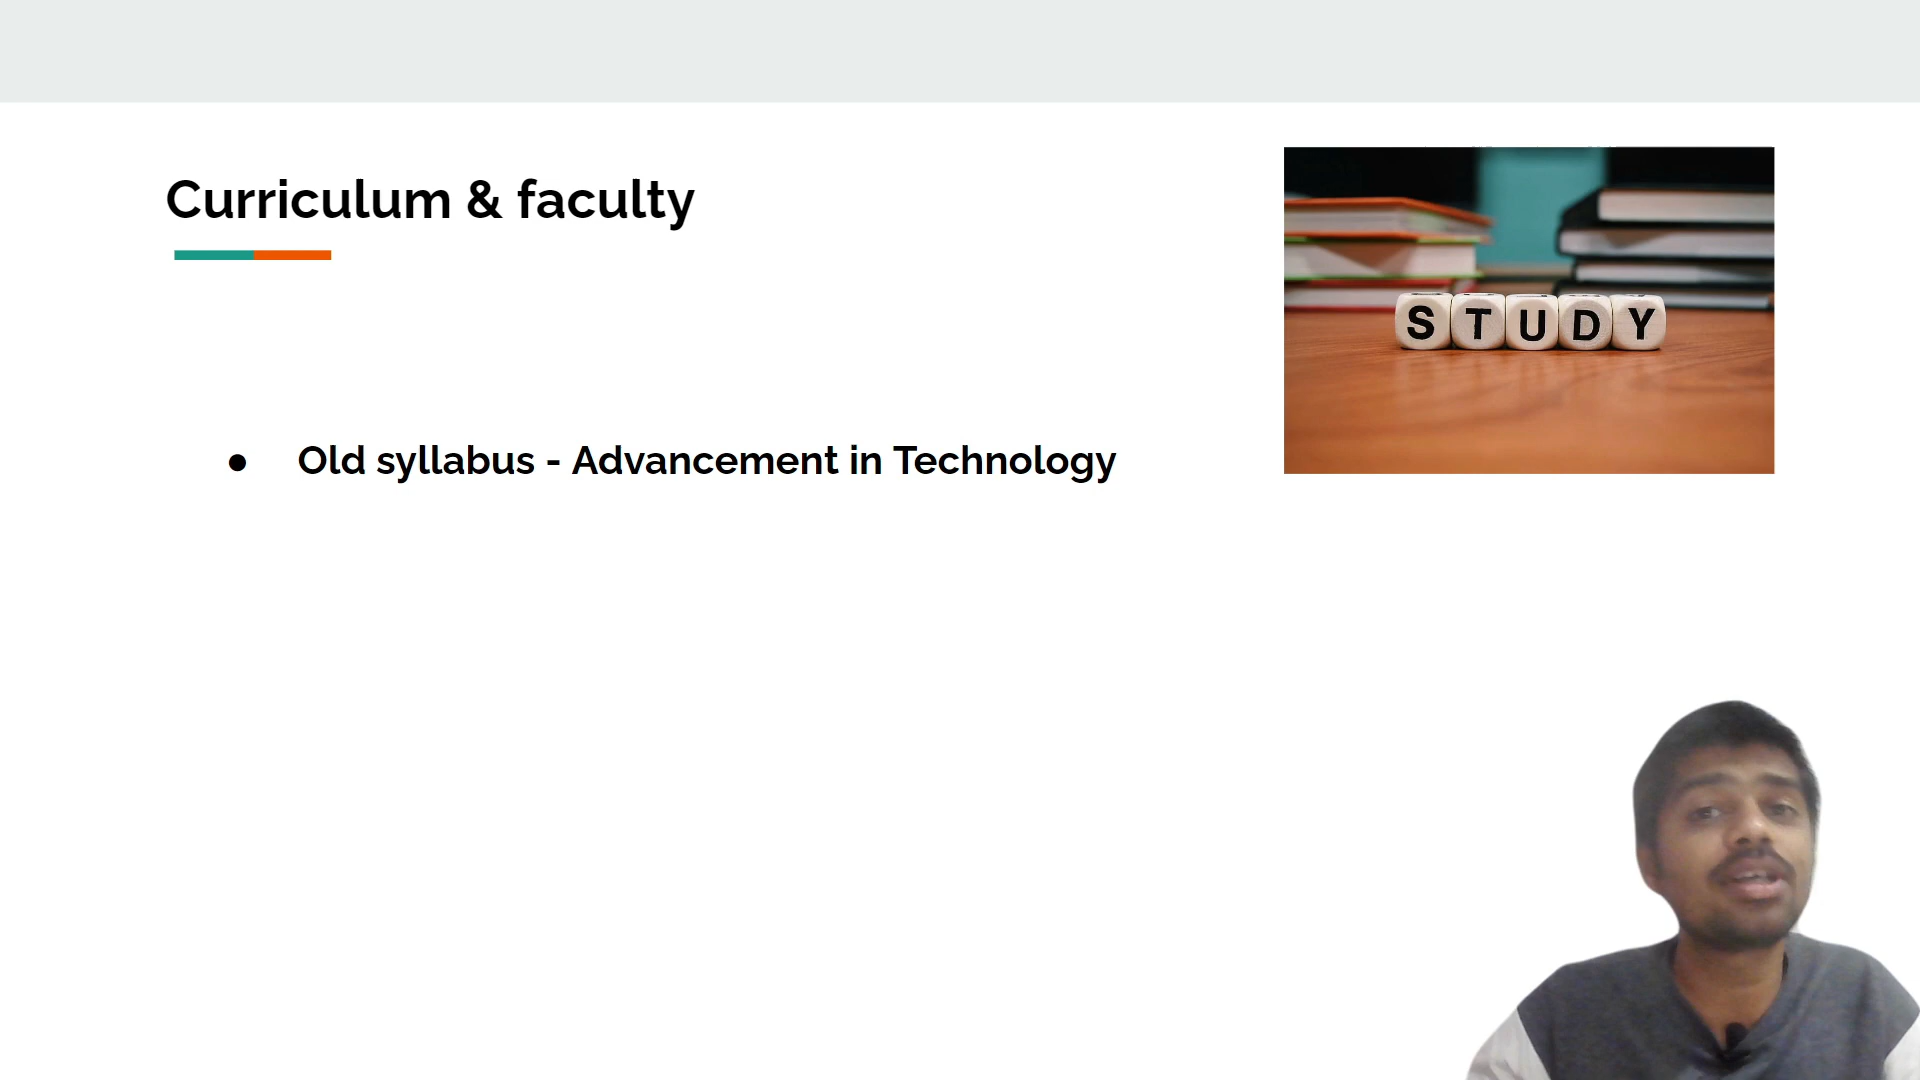 Curriculum & faculty
STUDY
● Old syllabus - Advancement in Technology